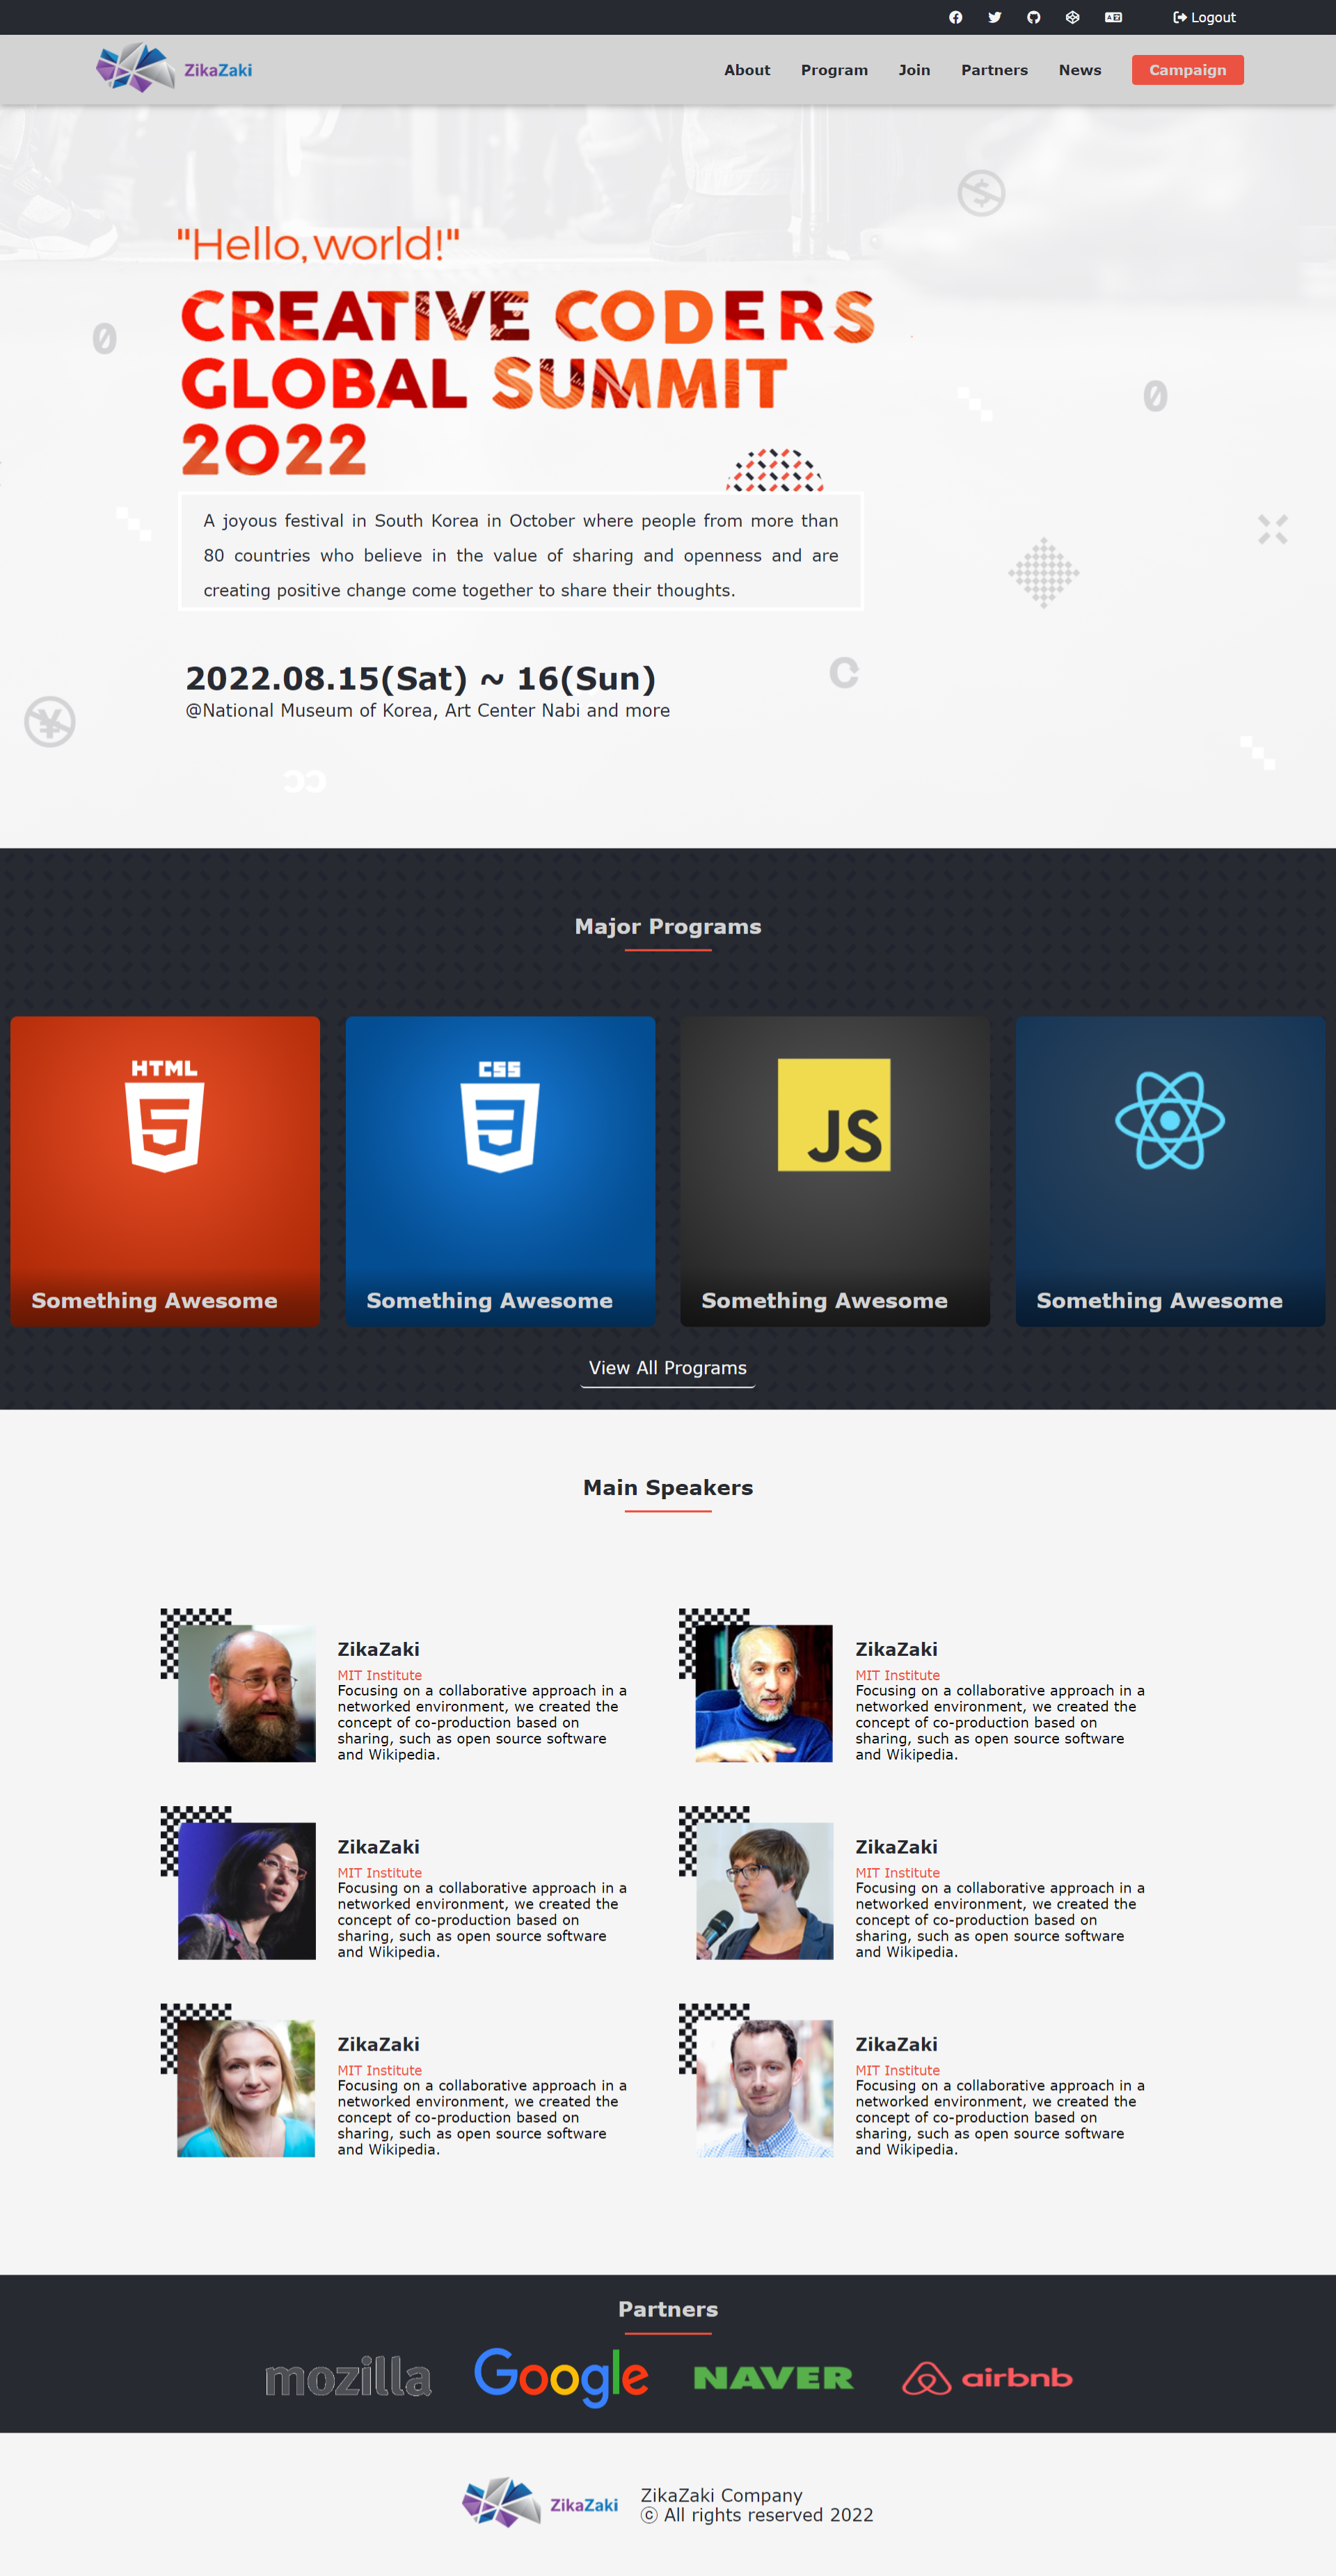 Logout
ZikaZaki
About Program Join Partners News Campaign
"Hello, world!"
CREATIVE CODERS
GLOBAL SUMMIT
2022
A joyous festival in South Korea in October where people from more than
80 countries who believe in the value of sharing and openness and are
creating positive change come together to share their thoughts.
2022.08.15(Sat) ~ 16(Sun)
@National Museum of Korea, Art Center Nabi and more
Major Programs
HTML
5
Something Awesome
CSS
3
Something Awesome
JS
Something Awesome
Something Awesome
View All Programs
Main Speakers
ZikaZaki
MIT Institute
Focusing on a collaborative approach in a
networked environment, we created the
concept of co-production based on
sharing, such as open source software
and Wikipedia.
ZikaZaki
MIT Institute
Focusing on a collaborative approach in a
networked environment, we created the
concept of co-production based on
sharing, such as open source software
and Wikipedia.
ZikaZaki
MIT Institute
Focusing on a collaborative approach in a
networked environment, we created the
concept of co-production based on
sharing, such as open source software
and Wikipedia.
ZikaZaki
MIT Institute
Focusing on a collaborative approach in a
networked environment, we created the
concept of co-production based on
sharing, such as open source software
and Wikipedia.
ZikaZaki
MIT Institute
Focusing on a collaborative approach in a
networked environment, we created the
concept of co-production based on
sharing, such as open source software
and Wikipedia.
ZikaZaki
MIT Institute
Focusing on a collaborative approach in a
networked environment, we created the
concept of co-production based on
sharing, such as open source software
and Wikipedia.
Partners
mozilla Google NAVER airbnb
ZikaZaki
ZikaZaki Company
ⓒ All rights reserved 2022